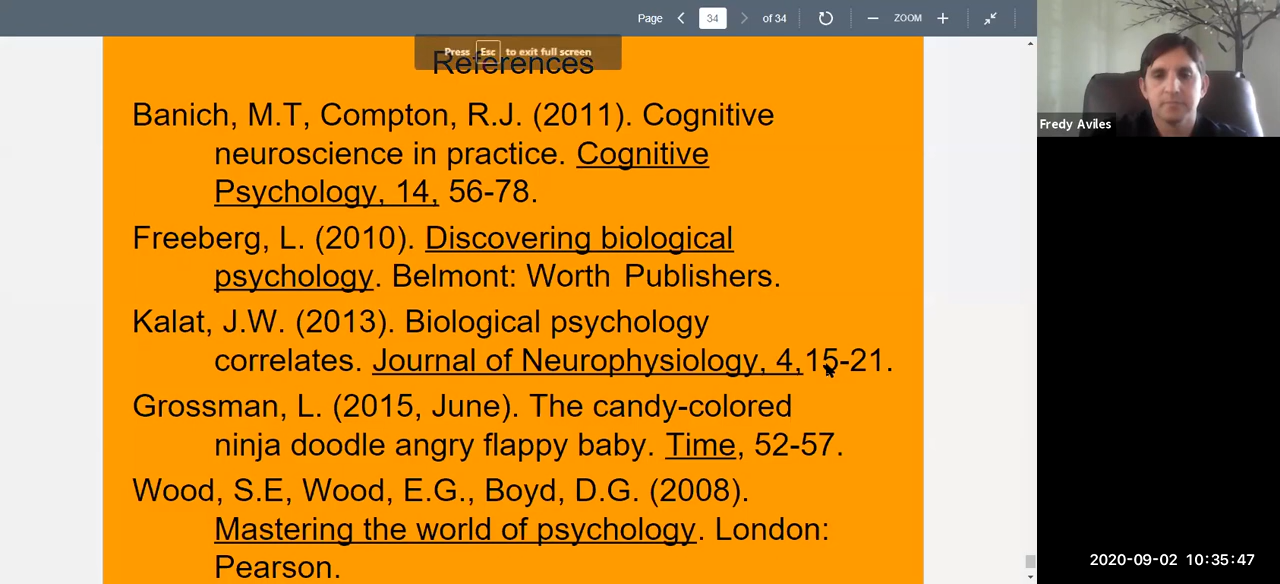 Page 34 of 34 ZOOM
Press Esc to exit full screen
References
Banich, M.T, Compton, R.J. (2011). Cognitive
neuroscience in practice. Cognitive
Psychology, 14, 56-78.
Freeberg, L. (2010). Discovering biological
psychology. Belmont: Worth Publishers.
Kalat, J.W. (2013). Biological psychology
correlates. Journal of Neurophysiology, 4,15-21.
Grossman, L. (2015, June). The candy-colored
ninja doodle angry flappy baby. Time, 52-57.
Wood, S.E, Wood, E.G., Boyd, D.G. (2008).
Mastering the world of psychology. London:
Pearson.
Fredy Aviles
2020-09-02 10:35:47